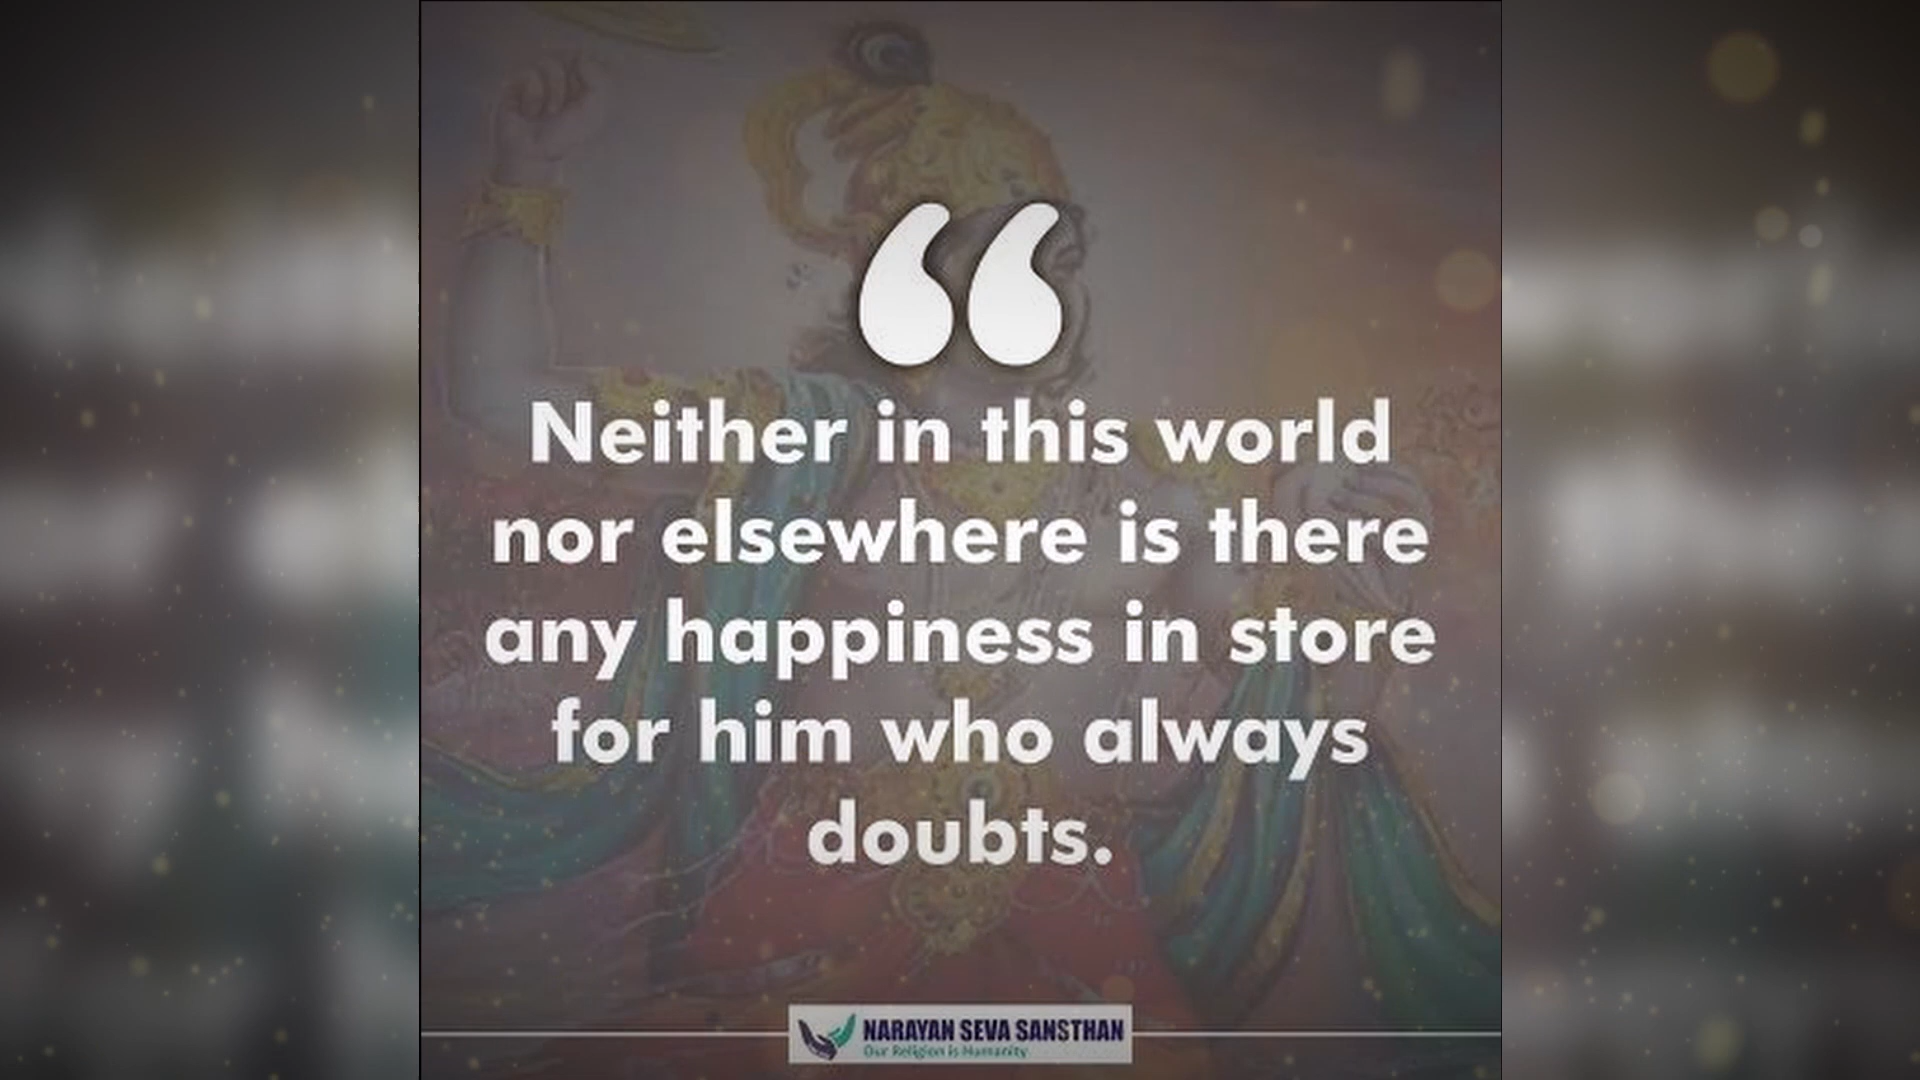 “
Neither in this world
nor elsewhere is there
any happiness in store
for him who always
doubts.
NARAYAN SEVA SANSTHAN
Our Religion is Humanity